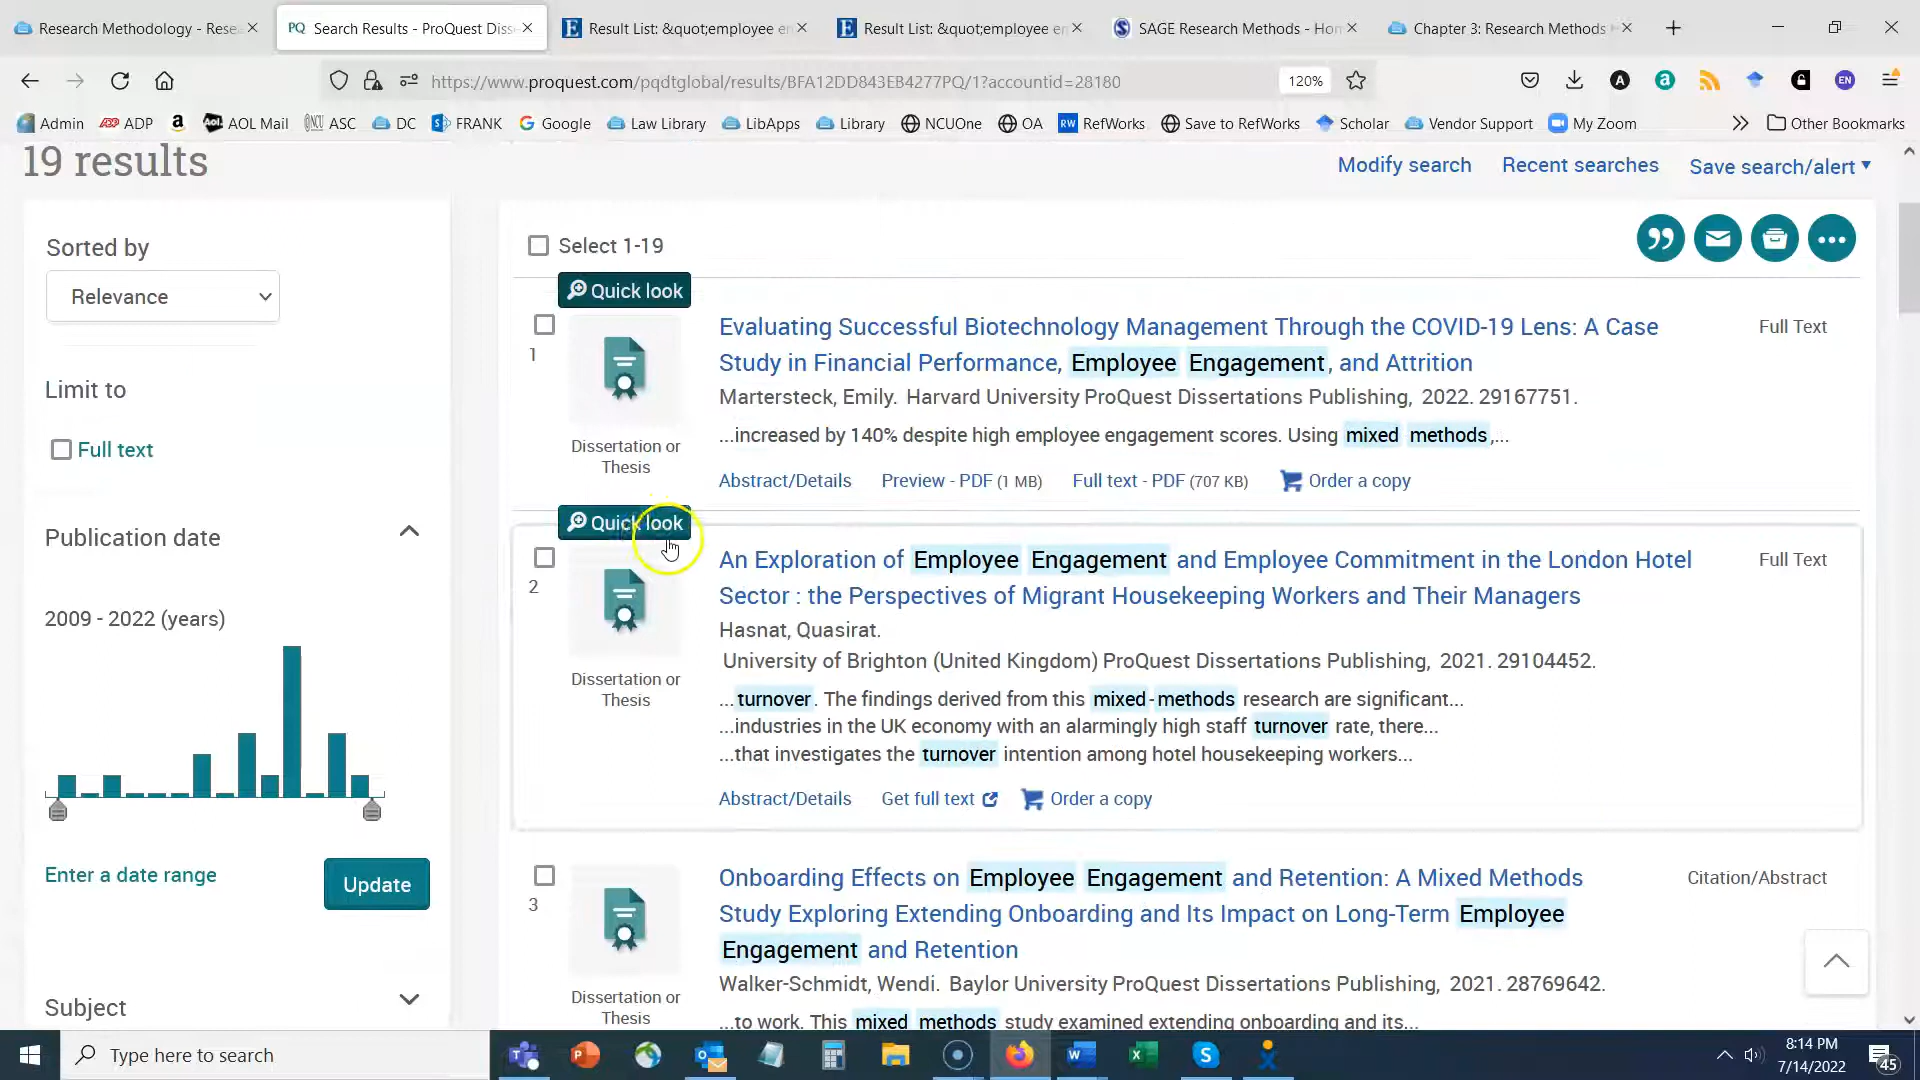 Research Methodology - Rese
PQ Search Results - ProQuest Disse
Result List: &quot;employee en
Result List: &quot;employee en
SAGE Research Methods - Hom
Chapter 3: Research Methods
https://www.proquest.com/pqdtglobal/results/BFA12DD843EB4277PQ/1?accountid=28180
120%
Admin ADP AOL Mail ASC DC FRANK Google Law Library LibApps Library NCUOne OA RefWorks Save to RefWorks Scholar Vendor Support My Zoom Other Bookmarks
19 results
Modify search Recent searches Save search/alert
Sorted by
Relevance
Limit to
Full text
Publication date
2009 - 2022 (years)
Enter a date range
Update
Subject
Select 1-19
Quick look
1
Dissertation or
Thesis
Evaluating Successful Biotechnology Management Through the COVID-19 Lens: A Case
Study in Financial Performance, Employee Engagement, and Attrition
Full Text
Martersteck, Emily. Harvard University ProQuest Dissertations Publishing, 2022. 29167751.
...increased by 140% despite high employee engagement scores. Using mixed methods,...
Abstract/Details Preview - PDF (1 MB) Full text - PDF (707 KB) Order a copy
Quick look
2
Dissertation or
Thesis
An Exploration of Employee Engagement and Employee Commitment in the London Hotel
Sector : the Perspectives of Migrant Housekeeping Workers and Their Managers
Full Text
Hasnat, Quasirat.
University of Brighton (United Kingdom) ProQuest Dissertations Publishing, 2021. 29104452.
...turnover. The findings derived from this mixed-methods research are significant...
...industries in the UK economy with an alarmingly high staff turnover rate, there...
...that investigates the turnover intention among hotel housekeeping workers...
Abstract/Details Get full text Order a copy
3
Dissertation or
Thesis
Onboarding Effects on Employee Engagement and Retention: A Mixed Methods
Study Exploring Extending Onboarding and Its Impact on Long-Term Employee
Engagement and Retention
Citation/Abstract
Walker-Schmidt, Wendi. Baylor University ProQuest Dissertations Publishing, 2021. 28769642.
...to work. This mixed methods study examined extending onboarding and its...
Type here to search
8:14 PM
7/14/2022
45